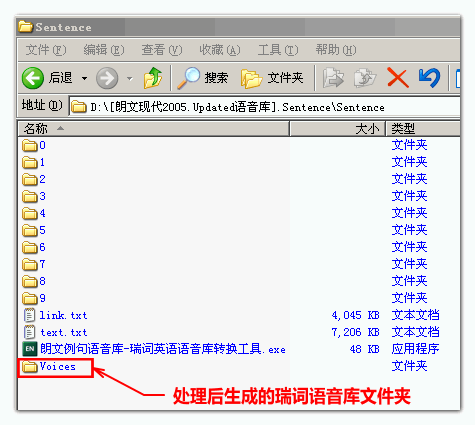 Sentence
文件(F) 编辑(E) 查看(V) 收藏(A) 工具(T) 帮助(H)
后退 搜索 文件夹
地址(D) D:\[朗文现代2005.Updated语音库].Sentence\Sentence
名称 大小 类型
0 文件夹
1 文件夹
2 文件夹
3 文件夹
4 文件夹
5 文件夹
6 文件夹
7 文件夹
8 文件夹
9 文件夹
link.txt 4,045 KB 文本文档
text.txt 7,206 KB 文本文档
EN 朗文例句语音库-瑞词英语语音库转换工具.exe 48 KB 应用程序
Voices 文件夹
处理后生成的瑞词语音库文件夹